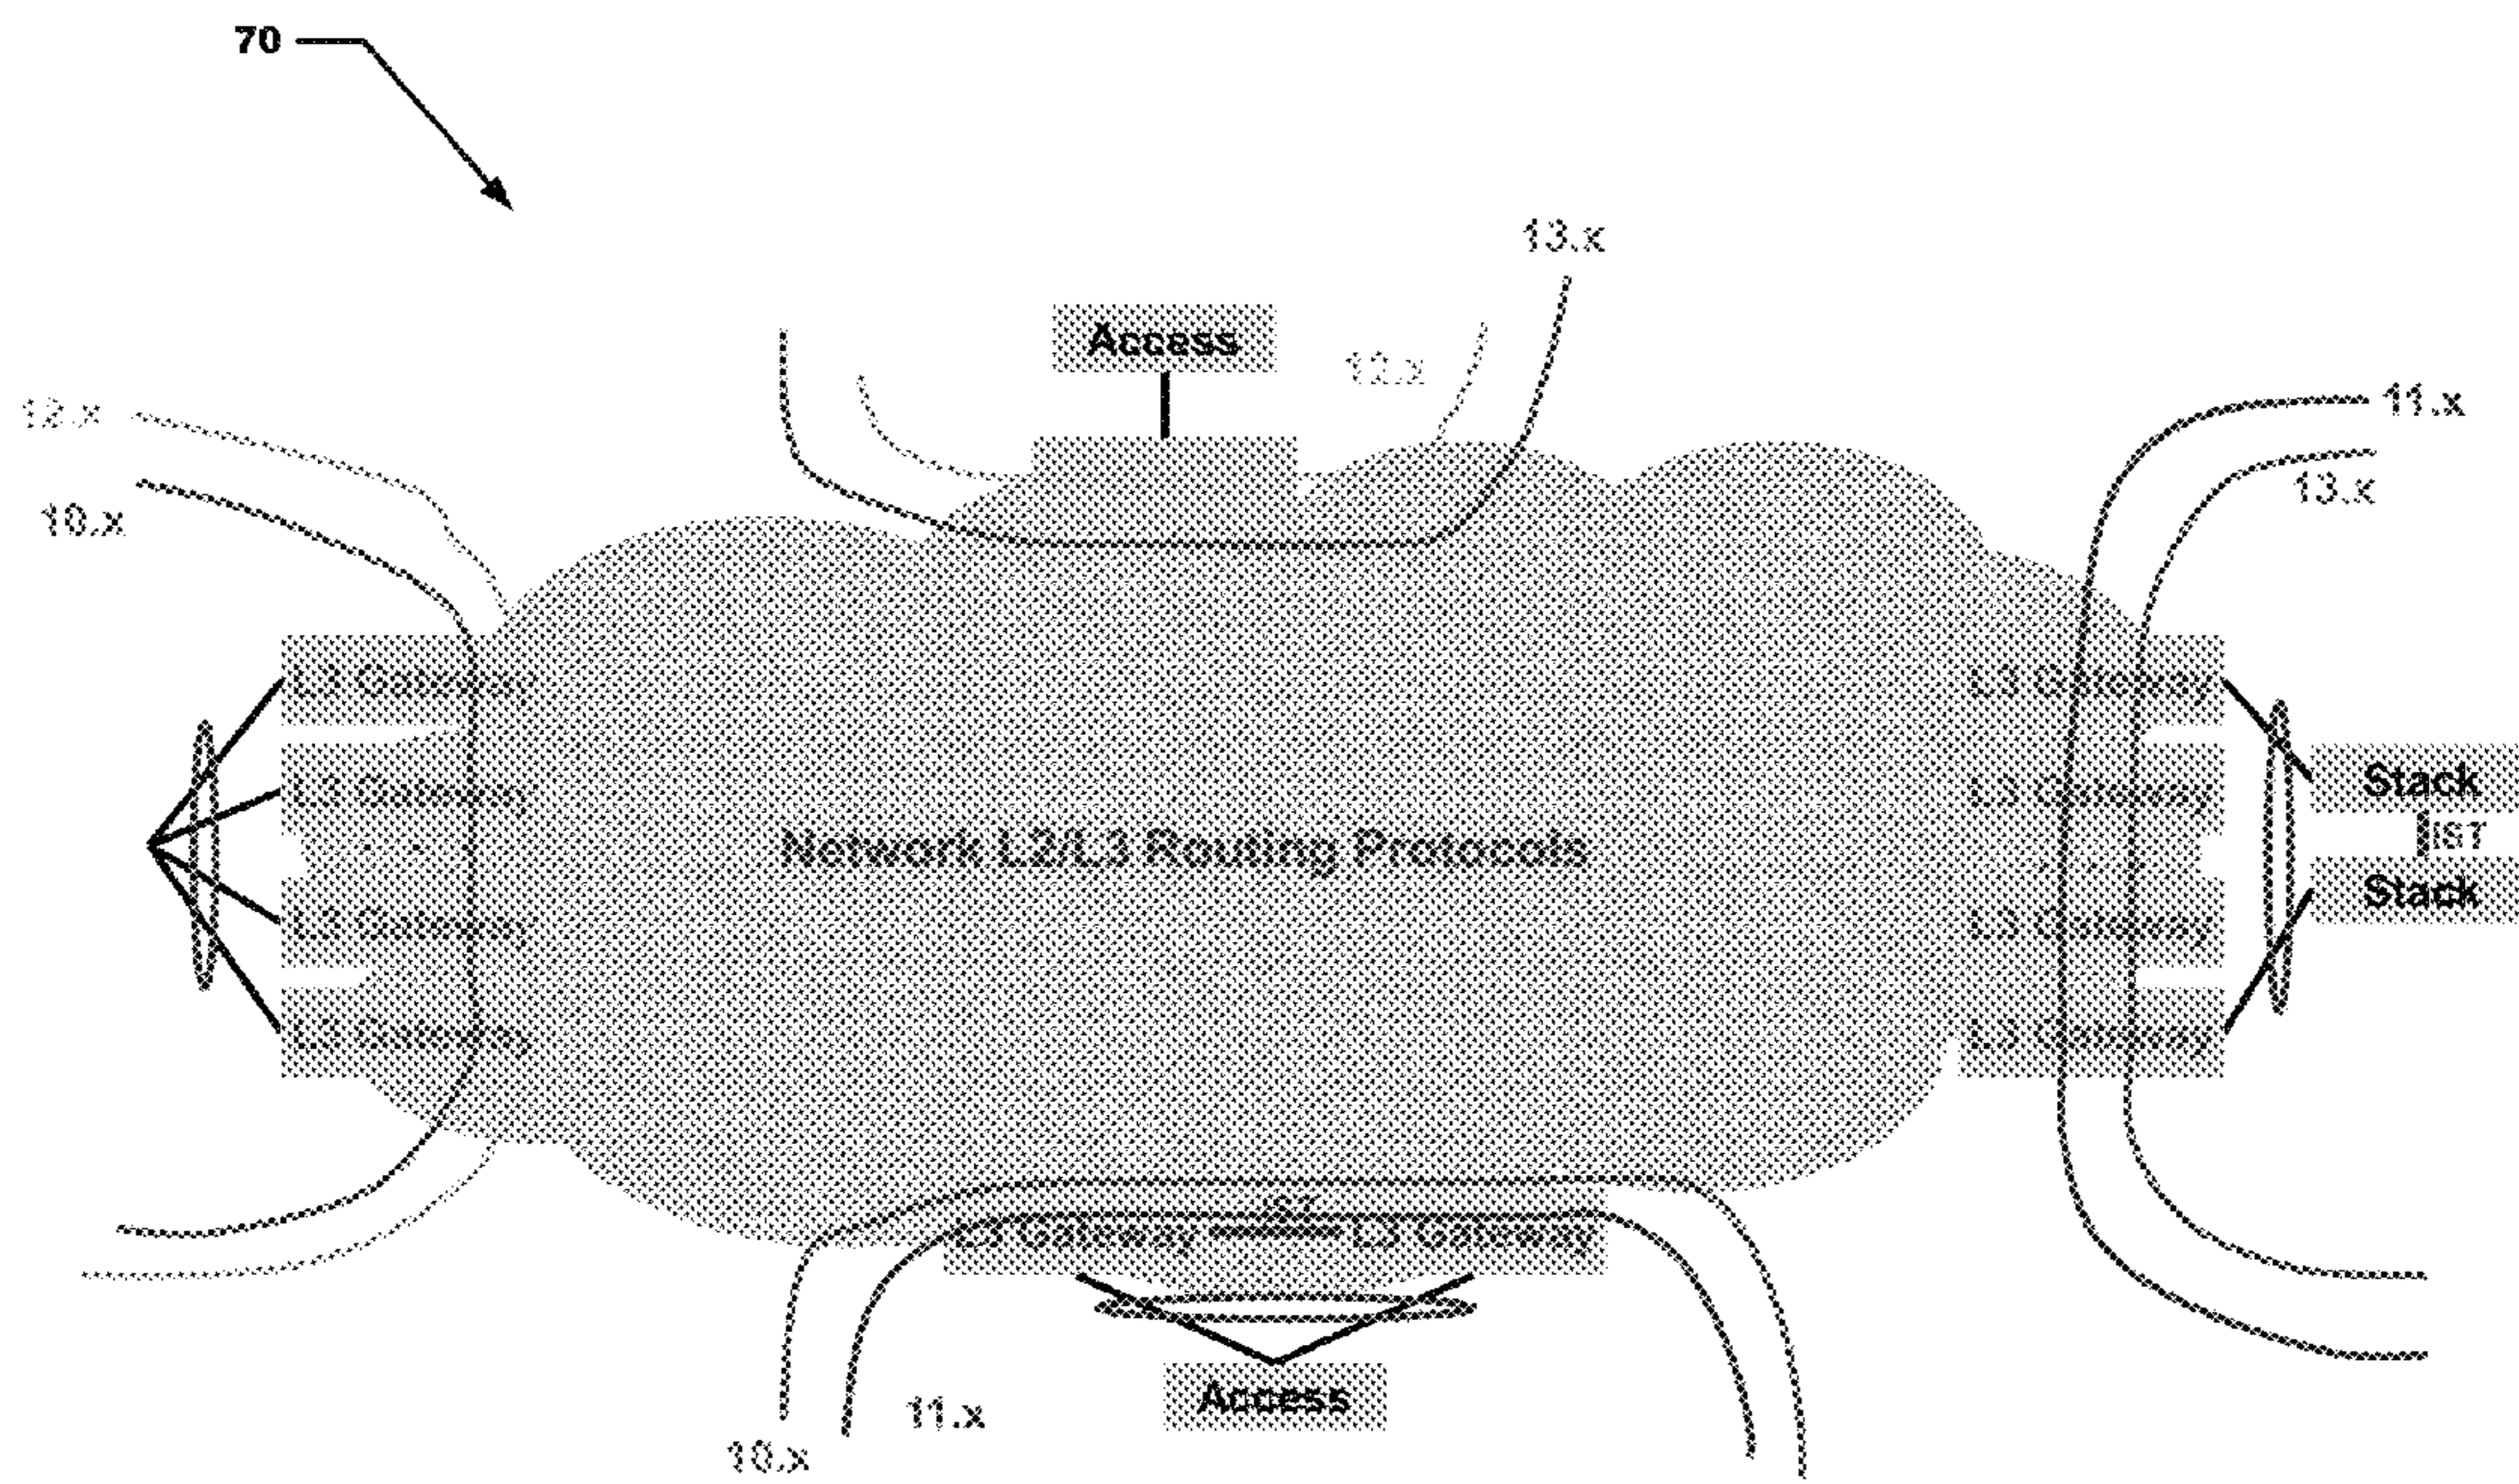 70
13.x
Access
12.x
12.x
11.x
10.x
13.x
L3 Gateway
L3 Gateway
L3 Gateway
L3 Gateway
Network L2/L3 Routing Protocols
L3 Gateway
L3 Gateway
L3 Gateway
L3 Gateway
Stack
IST
Stack
IST
L3 Gateway
L3 Gateway
Access
11.x
10.x